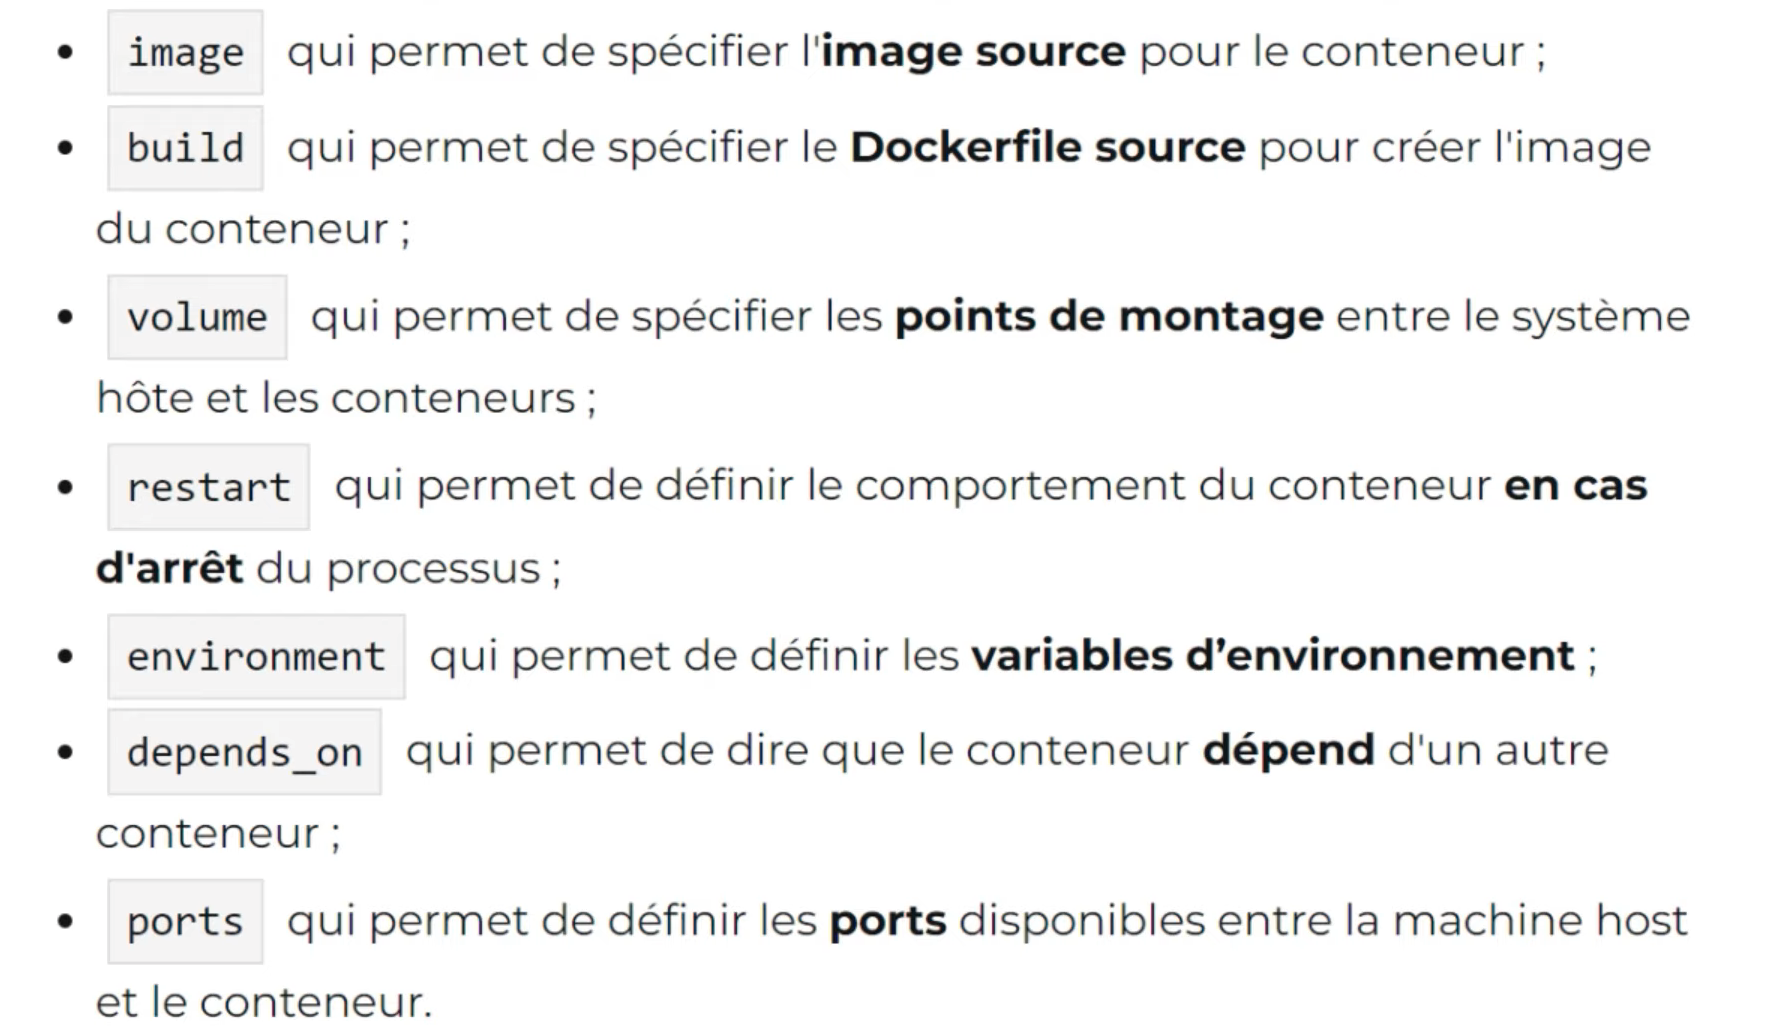 • image qui permet de spécifier l'image source pour le conteneur ;
• build qui permet de spécifier le Dockerfile source pour créer l'image
du conteneur ;
• volume qui permet de spécifier les points de montage entre le système
hôte et les conteneurs ;
• restart qui permet de définir le comportement du conteneur en cas
d'arrêt du processus ;
• environment qui permet de définir les variables d’environnement ;
• depends_on qui permet de dire que le conteneur dépend d'un autre
conteneur ;
• ports qui permet de définir les ports disponibles entre la machine host
et le conteneur.